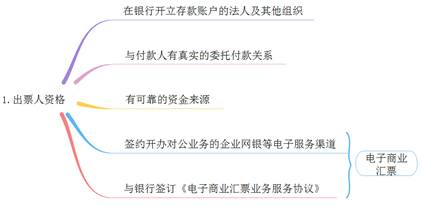 在银行开立存款账户的法人及其他组织
与付款人有真实的委托付款关系
1.出票人资格
有可靠的资金来源
签约开办对公业务的企业网银等电子服务渠道
与银行签订《电子商业汇票业务服务协议》
电子商业
汇票